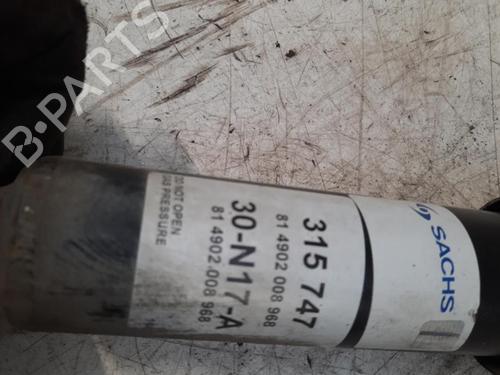 B-PARTS
SACHS
315 747
81 4902 008 968
30-N17-A
81 4902 008 968
DO NOT OPEN
GAS PRESSURE